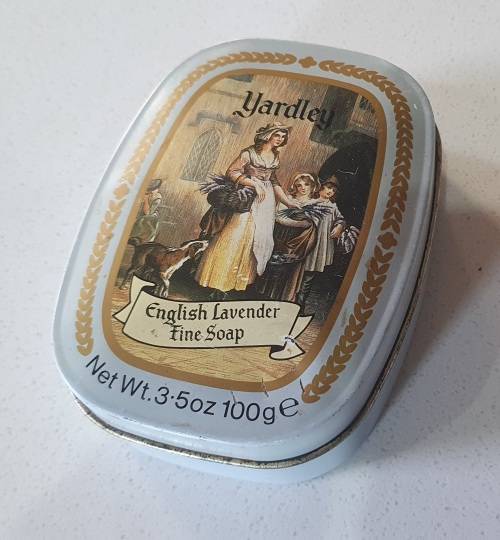 Yardley
English Lavender
Fine Soap
Net Wt. 3·5oz 100g ℮